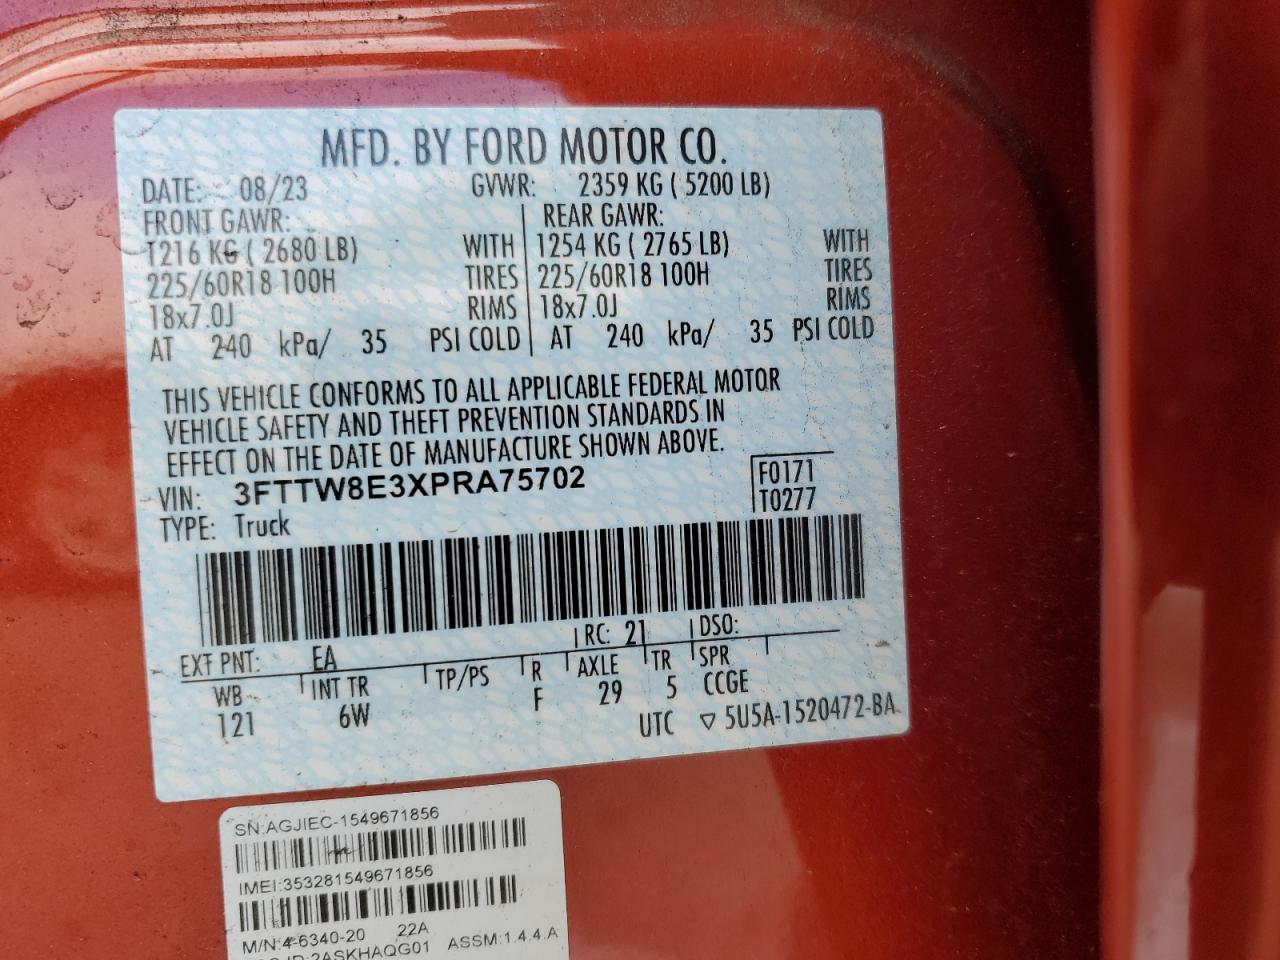 MFD. BY FORD MOTOR CO.
DATE: 08/23 GVWR: 2359 KG ( 5200 LB)
FRONT GAWR: REAR GAWR:
1216 KG ( 2680 LB) WITH 1254 KG ( 2765 LB) WITH
225/60R18 100H TIRES 225/60R18 100H TIRES
18x7.0J RIMS 18x7.0J RIMS
AT 240 kPa/ 35 PSI COLD AT 240 kPa/ 35 PSI COLD
THIS VEHICLE CONFORMS TO ALL APPLICABLE FEDERAL MOTOR
VEHICLE SAFETY AND THEFT PREVENTION STANDARDS IN
EFFECT ON THE DATE OF MANUFACTURE SHOWN ABOVE.
VIN: 3FTTW8E3XPRA75702 F0171
TYPE: Truck T0277
EXT PNT: EA RC: 21 DSO:
WB INT TR TP/PS R AXLE TR SPR
121 6W F 29 5 CCGE
UTC ▽ 5U5A-1520472-BA
SN:AGJIEC-1549671856
IMEI:353281549671856
M/N:4-6340-20 22A
2ASKHAQG01 ASSM:1.4.4.A